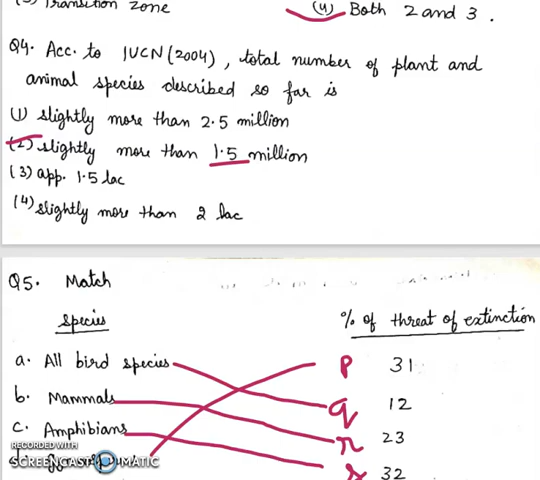 (3) Transition zone (4) Both 2 and 3.
Q4. Acc. to IUCN (2004), total number of plant and
animal species described so far is
(1) slightly more than 2.5 million
(2) slightly more than 1.5 million
(3) app. 1.5 lac
(4) slightly more than 2 lac
Q5. Match
Species % of threat of extinction
a. All bird species p 31
b. Mammals q 12
c. Amphibians r 23
RECORDED WITH
SCREENCAST-O-MATIC
d. s 32